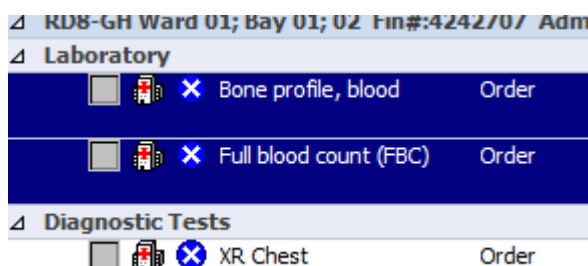 RD8-GH Ward 01; Bay 01; 02 Fin#:4242707 Adm
Laboratory
Bone profile, blood Order
Full blood count (FBC) Order
Diagnostic Tests
XR Chest Order